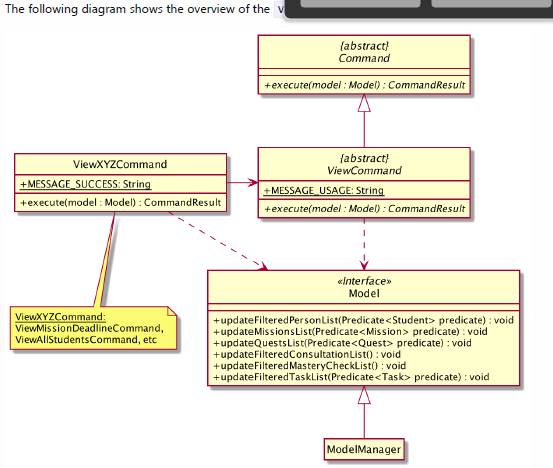 The following diagram shows the overview of the
{abstract}
Command
+execute(model : Model) : CommandResult
ViewXYZCommand
+MESSAGE_SUCCESS: String
+execute(model : Model) : CommandResult
{abstract}
ViewCommand
+MESSAGE_USAGE: String
+execute(model : Model) : CommandResult
ViewXYZCommand:
ViewMissionDeadlineCommand,
ViewAllStudentsCommand, etc
«Interface»
Model
+updateFilteredPersonList(Predicate<Student> predicate) : void
+updateMissionsList(Predicate<Mission> predicate) : void
+updateQuestsList(Predicate<Quest> predicate) : void
+updateFilteredConsultationList() : void
+updateFilteredMasteryCheckList() : void
+updateFilteredTaskList(Predicate<Task> predicate) : void
ModelManager